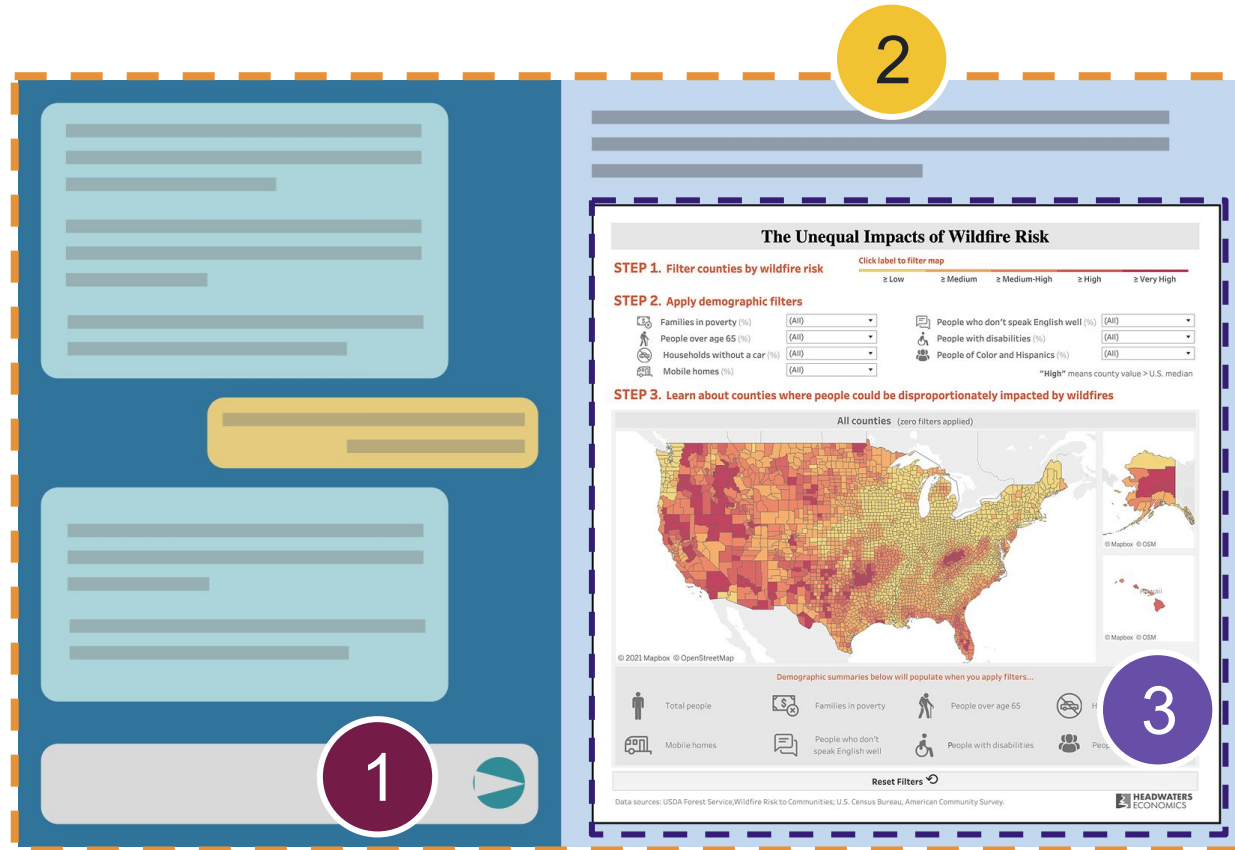 2
The Unequal Impacts of Wildfire Risk
STEP 1. Filter counties by wildfire risk
Click label to filter map
≥ Low ≥ Medium ≥ Medium-High ≥ High ≥ Very High
STEP 2. Apply demographic filters
Families in poverty (%) (All)
People over age 65 (%) (All)
Households without a car (%) (All)
Mobile homes (%) (All)
People who don't speak English well (%) (All)
People with disabilities (%) (All)
People of Color and Hispanics (%) (All)
"High" means county value > U.S. median
STEP 3. Learn about counties where people could be disproportionately impacted by wildfires
All counties (zero filters applied)
© Mapbox © OSM
Hawaii
© Mapbox © OSM
© 2021 Mapbox © OpenStreetMap
Demographic summaries below will populate when you apply filters...
Total people Families in poverty People over age 65
Mobile homes People who don't
speak English well People with disabilities
3
1
Reset Filters
Data sources: USDA Forest Service,Wildfire Risk to Communities; U.S. Census Bureau, American Community Survey.
HEADWATERS
ECONOMICS